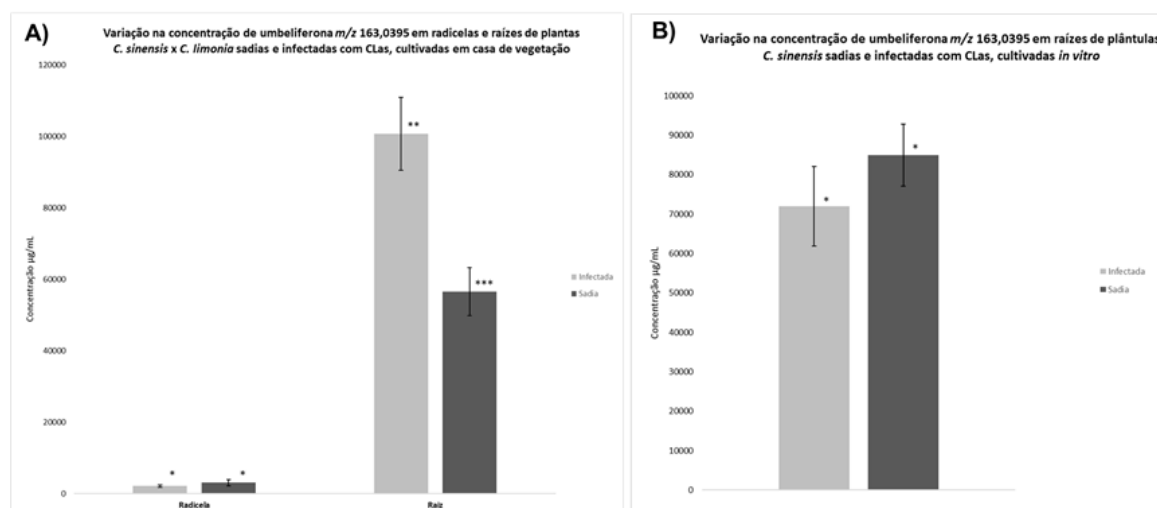 A)
Variação na concentração de umbeliferona m/z 163,0395 em radicelas e raízes de plantas
C. sinensis x C. limonia sadias e infectadas com CLas, cultivadas em casa de vegetação
120000
100000
80000
60000
40000
20000
0
Concentração µg/mL
*
*
**
***
Radicela
Raiz
Infectada
Sadia
B)
Variação na concentração de umbeliferona m/z 163,0395 em raízes de plântulas
C. sinensis sadias e infectadas com CLas, cultivadas in vitro
100000
90000
80000
70000
60000
50000
40000
30000
20000
10000
0
Concentração µg/mL
*
*
Infectada
Sadia